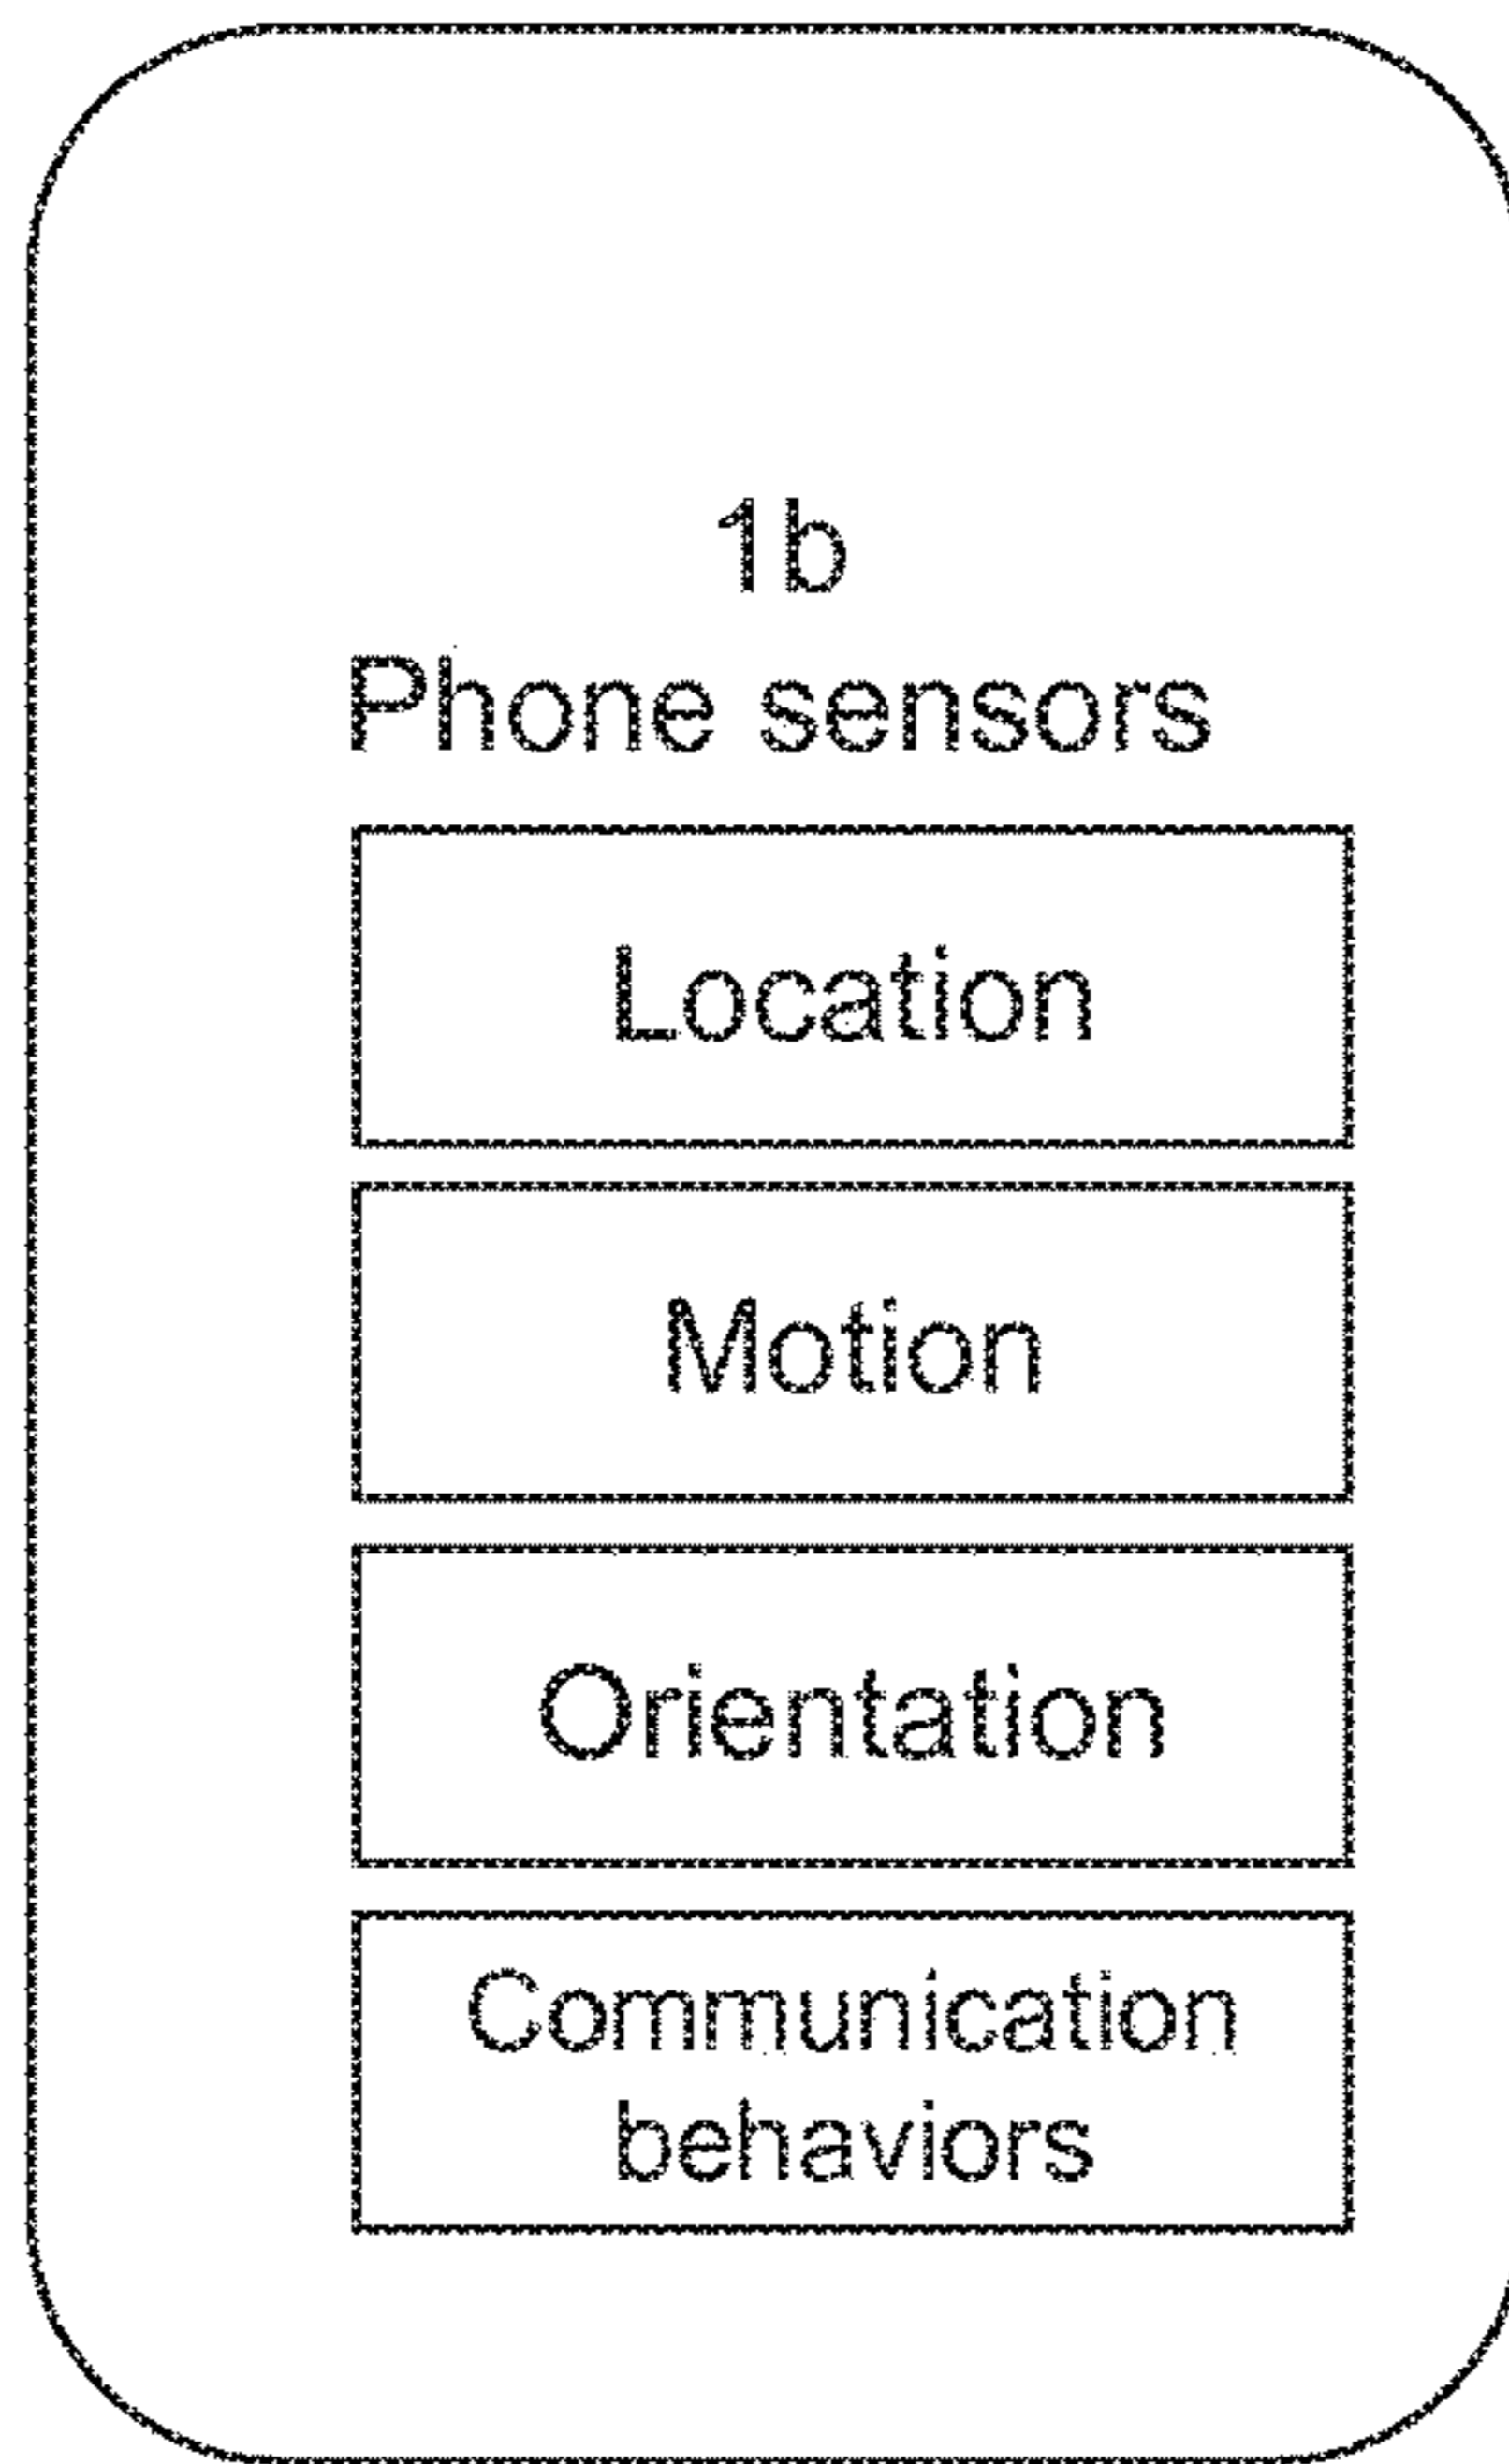 1b
Phone sensors
Location
Motion
Orientation
Communication
behaviors